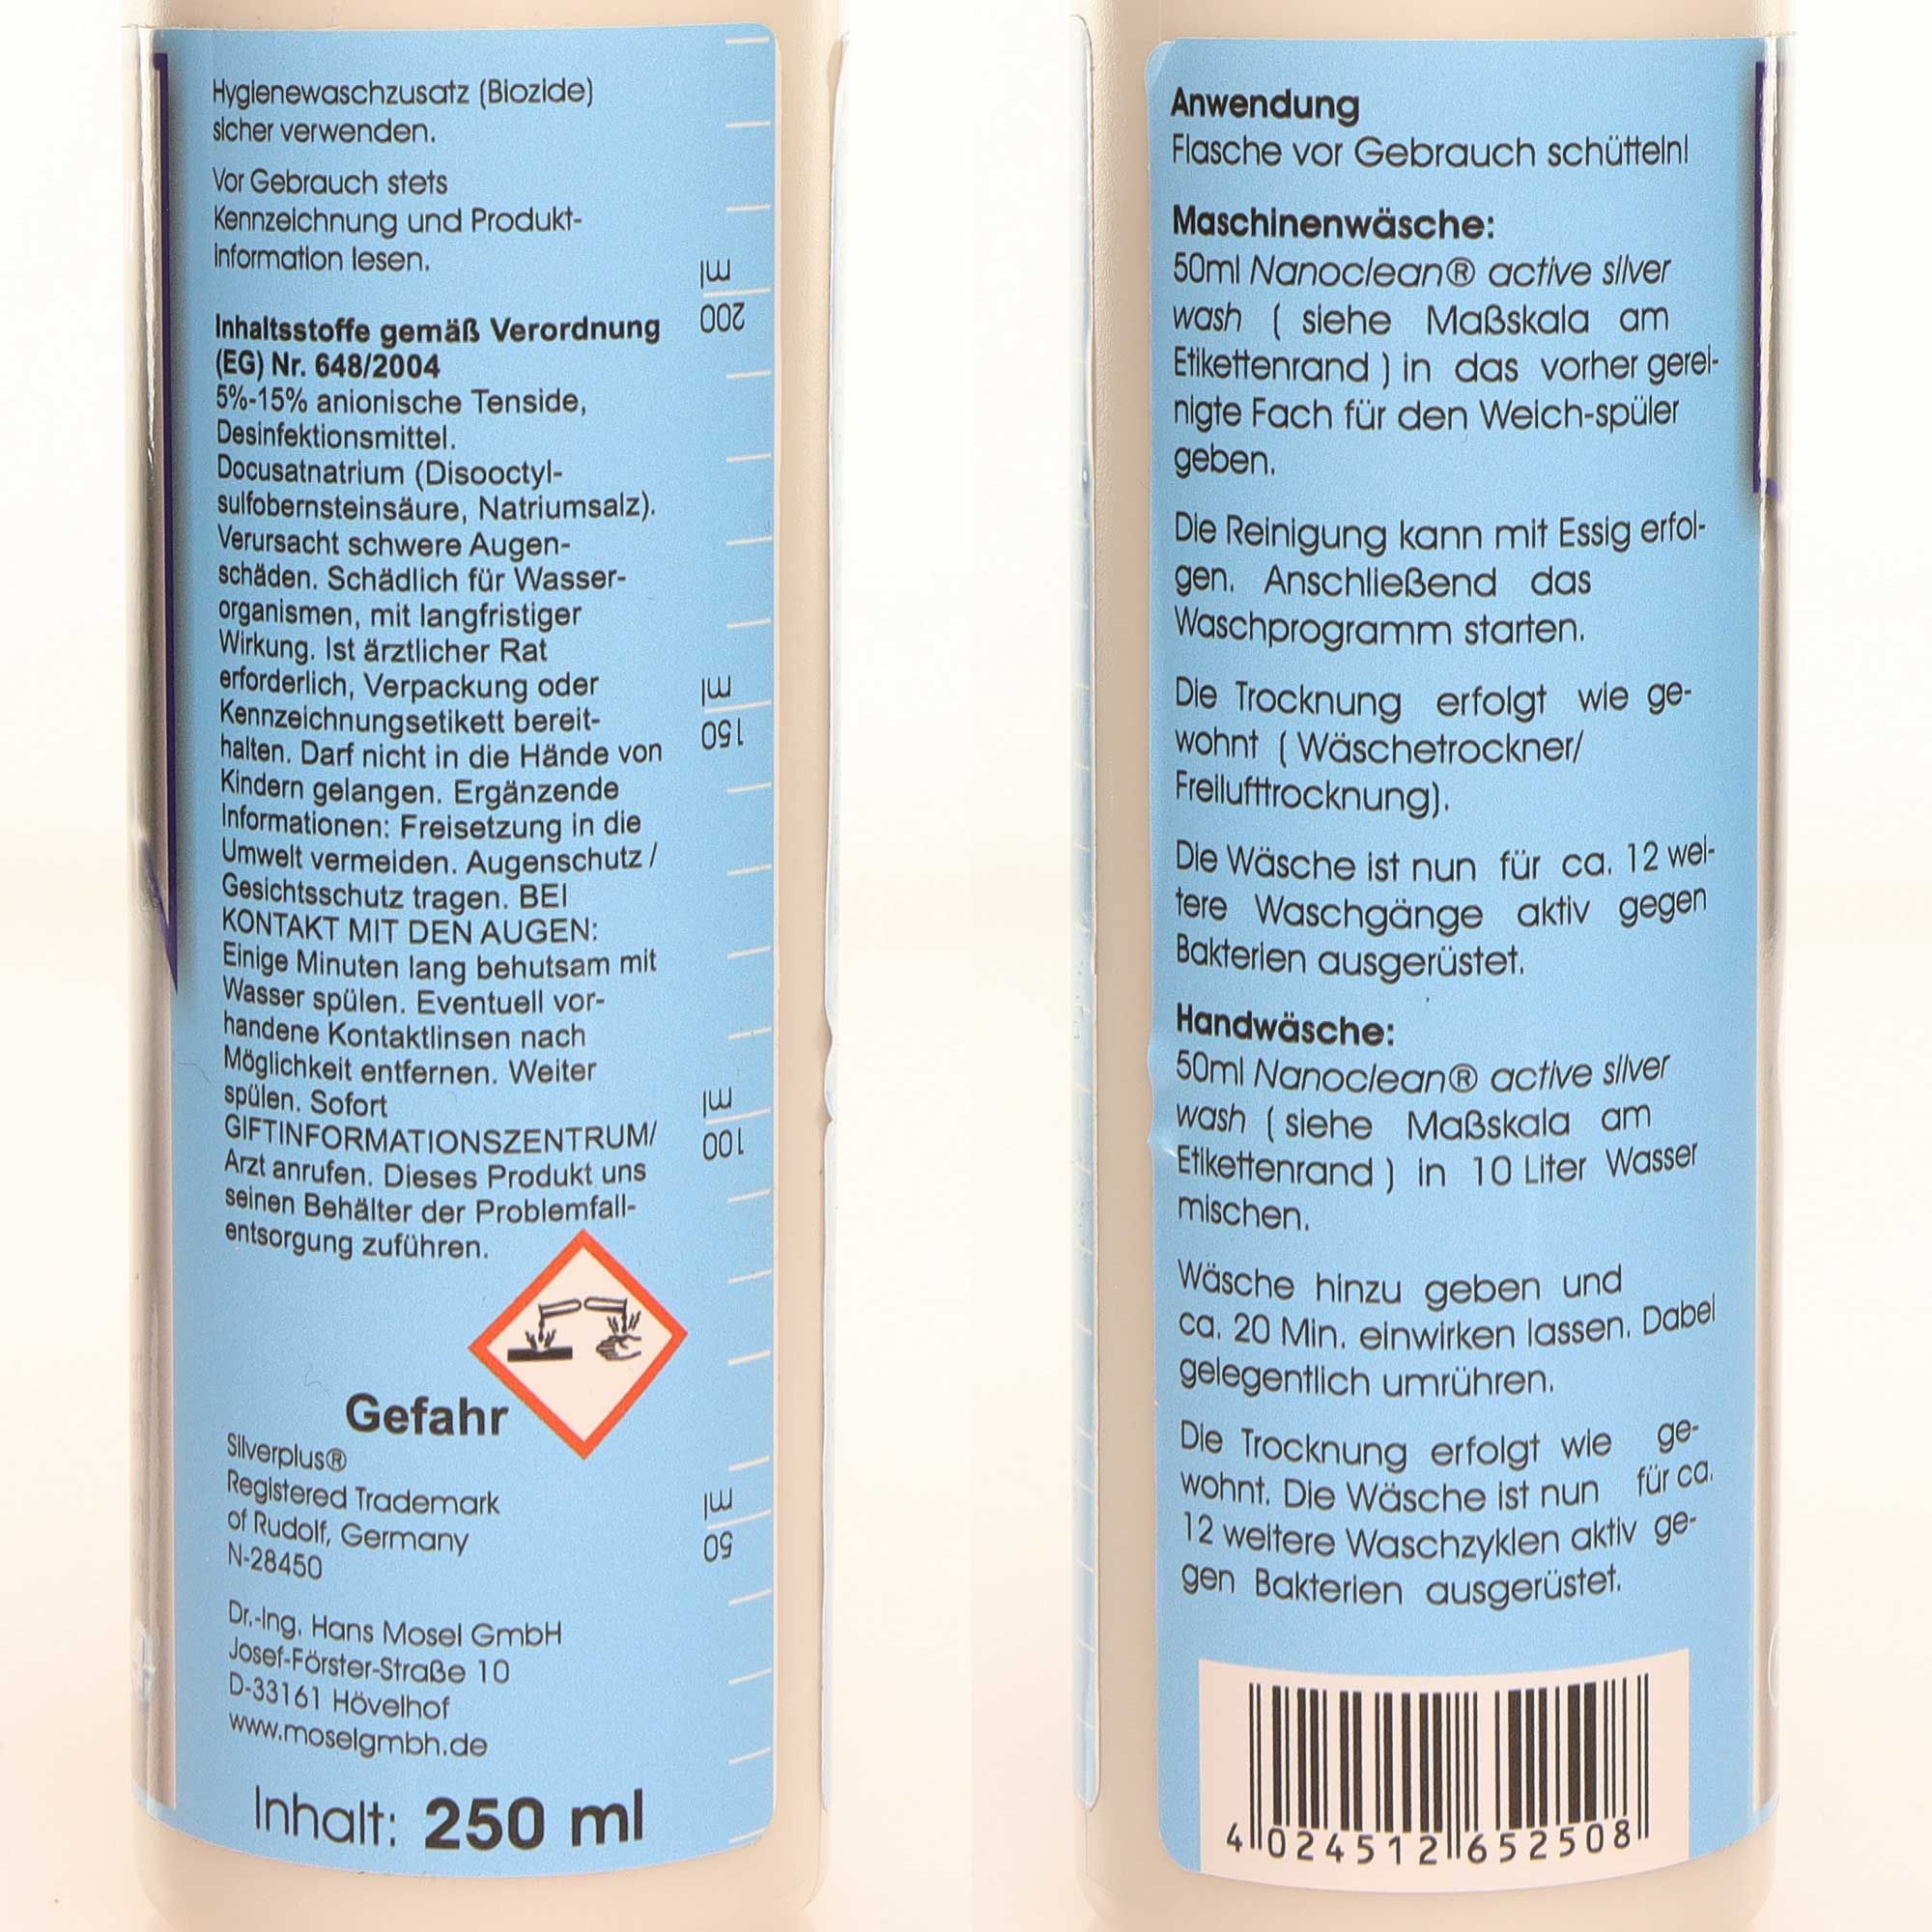 Hygienewaschzusatz (Biozide)
sicher verwenden.
Vor Gebrauch stets
Kennzeichnung und Produkt-
Information lesen.
Inhaltsstoffe gemäß Verordnung
(EG) Nr. 648/2004
5%-15% anionische Tenside,
Desinfektionsmittel.
Docusatnatrium (Disooctyl-
sulfobernsteinsäure, Natriumsalz).
Verursacht schwere Augen-
schäden. Schädlich für Wasser-
organismen, mit langfristiger
Wirkung. Ist ärztlicher Rat
erforderlich, Verpackung oder
Kennzeichnungsetikett bereit-
halten. Darf nicht in die Hände von
Kindern gelangen. Ergänzende
Informationen: Freisetzung in die
Umwelt vermeiden. Augenschutz /
Gesichtsschutz tragen. BEI
KONTAKT MIT DEN AUGEN:
Einige Minuten lang behutsam mit
Wasser spülen. Eventuell vor-
handene Kontaktlinsen nach
Möglichkeit entfernen. Weiter
spülen. Sofort
GIFTINFORMATIONSZENTRUM/
Arzt anrufen. Dieses Produkt uns
seinen Behälter der Problemfall-
entsorgung zuführen.
Gefahr
Silverplus®
Registered Trademark
of Rudolf, Germany
N-28450
Dr.-Ing. Hans Mosel GmbH
Josef-Förster-Straße 10
D-33161 Hövelhof
www.moselgmbh.de
Inhalt: 250 ml
200 ml
150 ml
100 ml
50 ml
Anwendung
Flasche vor Gebrauch schütteln!
Maschinenwäsche:
50ml Nanoclean® active silver
wash ( siehe Maßskala am
Etikettenrand ) in das vorher gerei-
nigte Fach für den Weich-spüler
geben.
Die Reinigung kann mit Essig erfol-
gen. Anschließend das
Waschprogramm starten.
Die Trocknung erfolgt wie ge-
wohnt ( Wäschetrockner/
Freilufttrocknung).
Die Wäsche ist nun für ca. 12 wei-
tere Waschgänge aktiv gegen
Bakterien ausgerüstet.
Handwäsche:
50ml Nanoclean® active silver
wash ( siehe Maßskala am
Etikettenrand ) in 10 Liter Wasser
mischen.
Wäsche hinzu geben und
ca. 20 Min. einwirken lassen. Dabei
gelegentlich umrühren.
Die Trocknung erfolgt wie ge-
wohnt. Die Wäsche ist nun für ca.
12 weitere Waschzyklen aktiv ge-
gen Bakterien ausgerüstet.
4 024512 652508